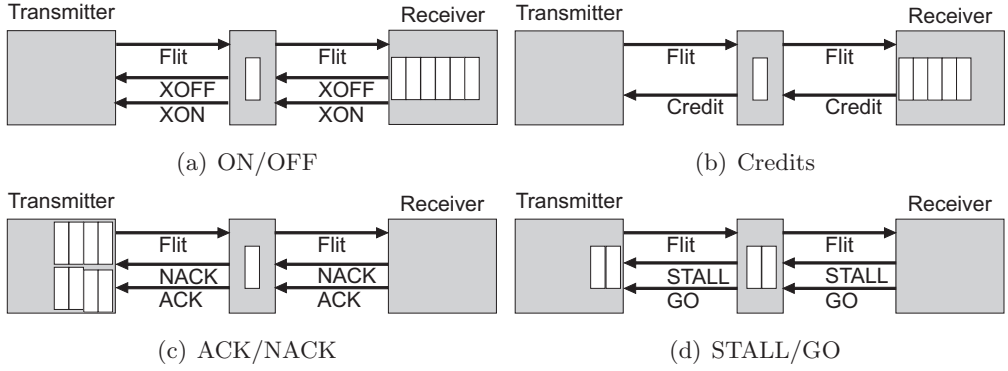 Transmitter
Receiver
Flit
Flit
XOFF
XOFF
XON
XON
(a) ON/OFF
Transmitter
Receiver
Flit
Flit
Credit
Credit
(b) Credits
Transmitter
Receiver
Flit
Flit
NACK
NACK
ACK
ACK
(c) ACK/NACK
Transmitter
Receiver
Flit
Flit
STALL
STALL
GO
GO
(d) STALL/GO